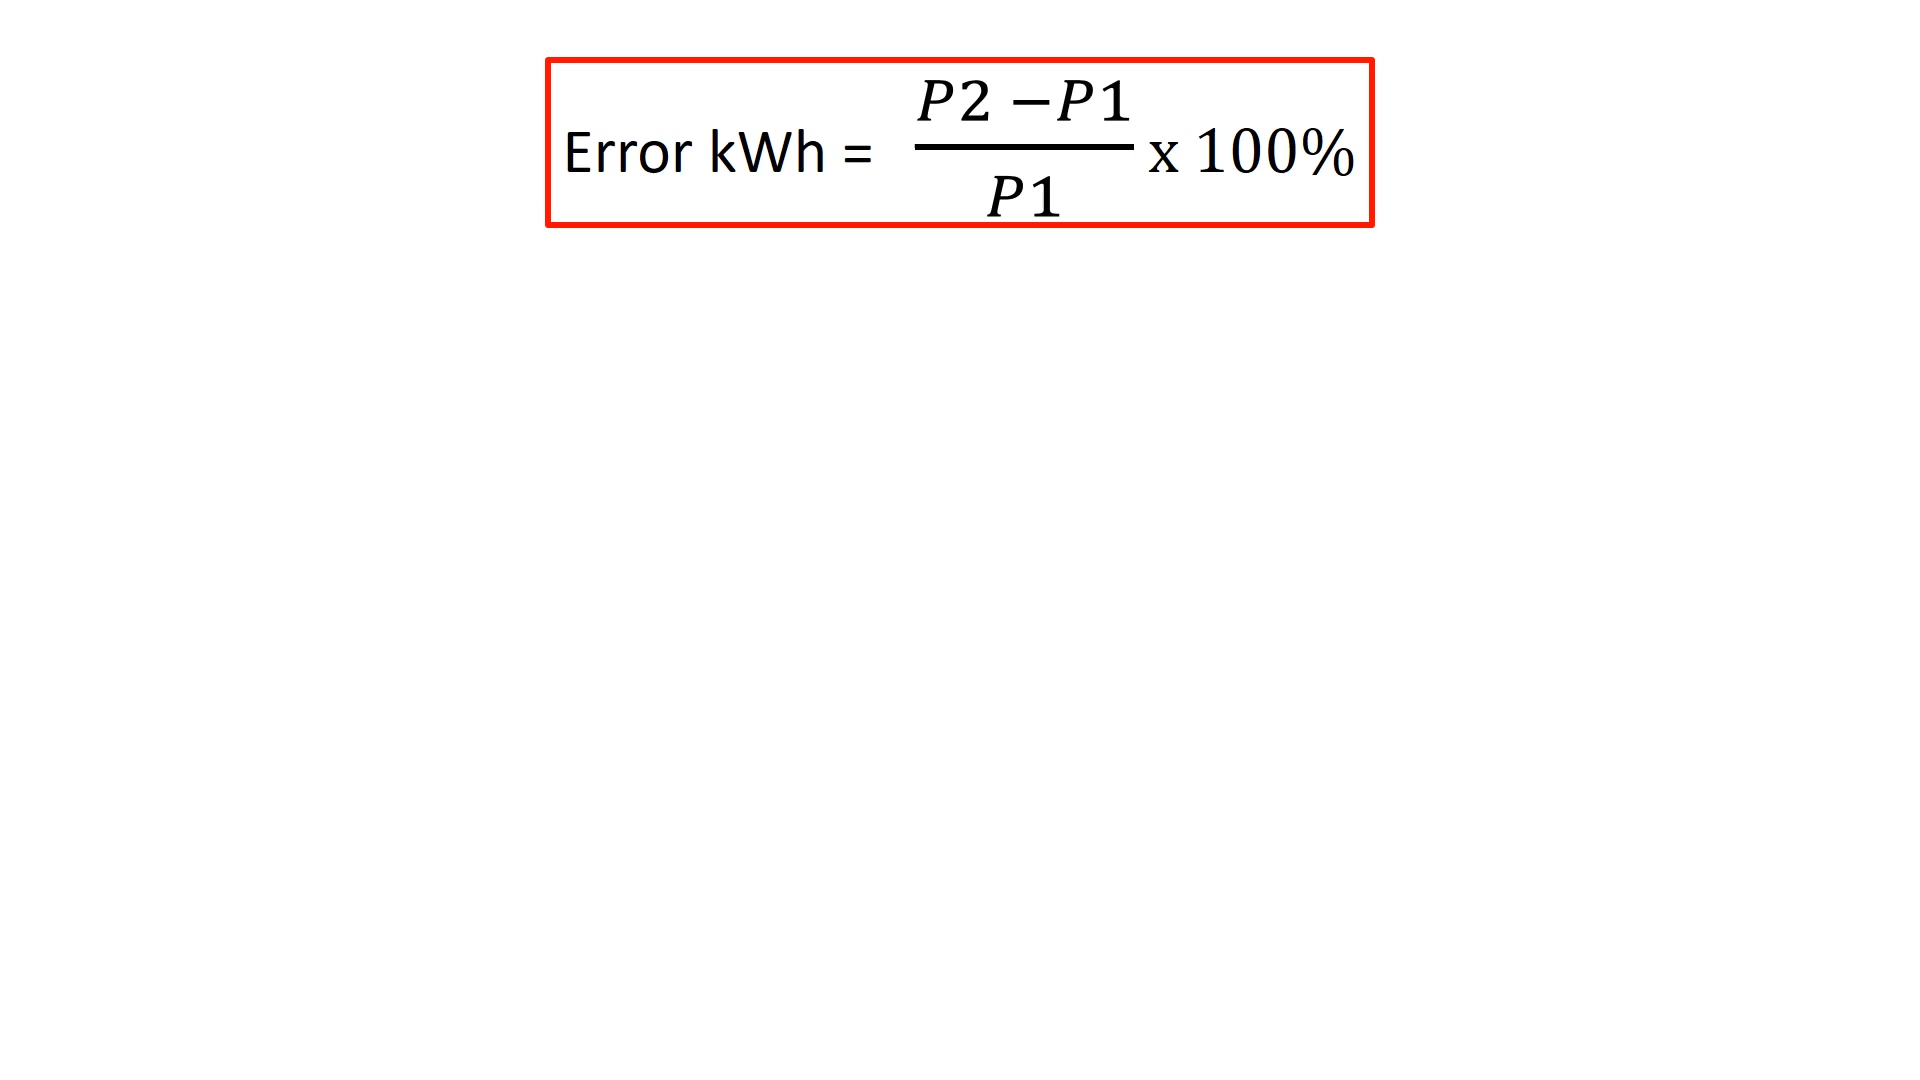 Error kWh = P2 −P1 / P1 x 100%